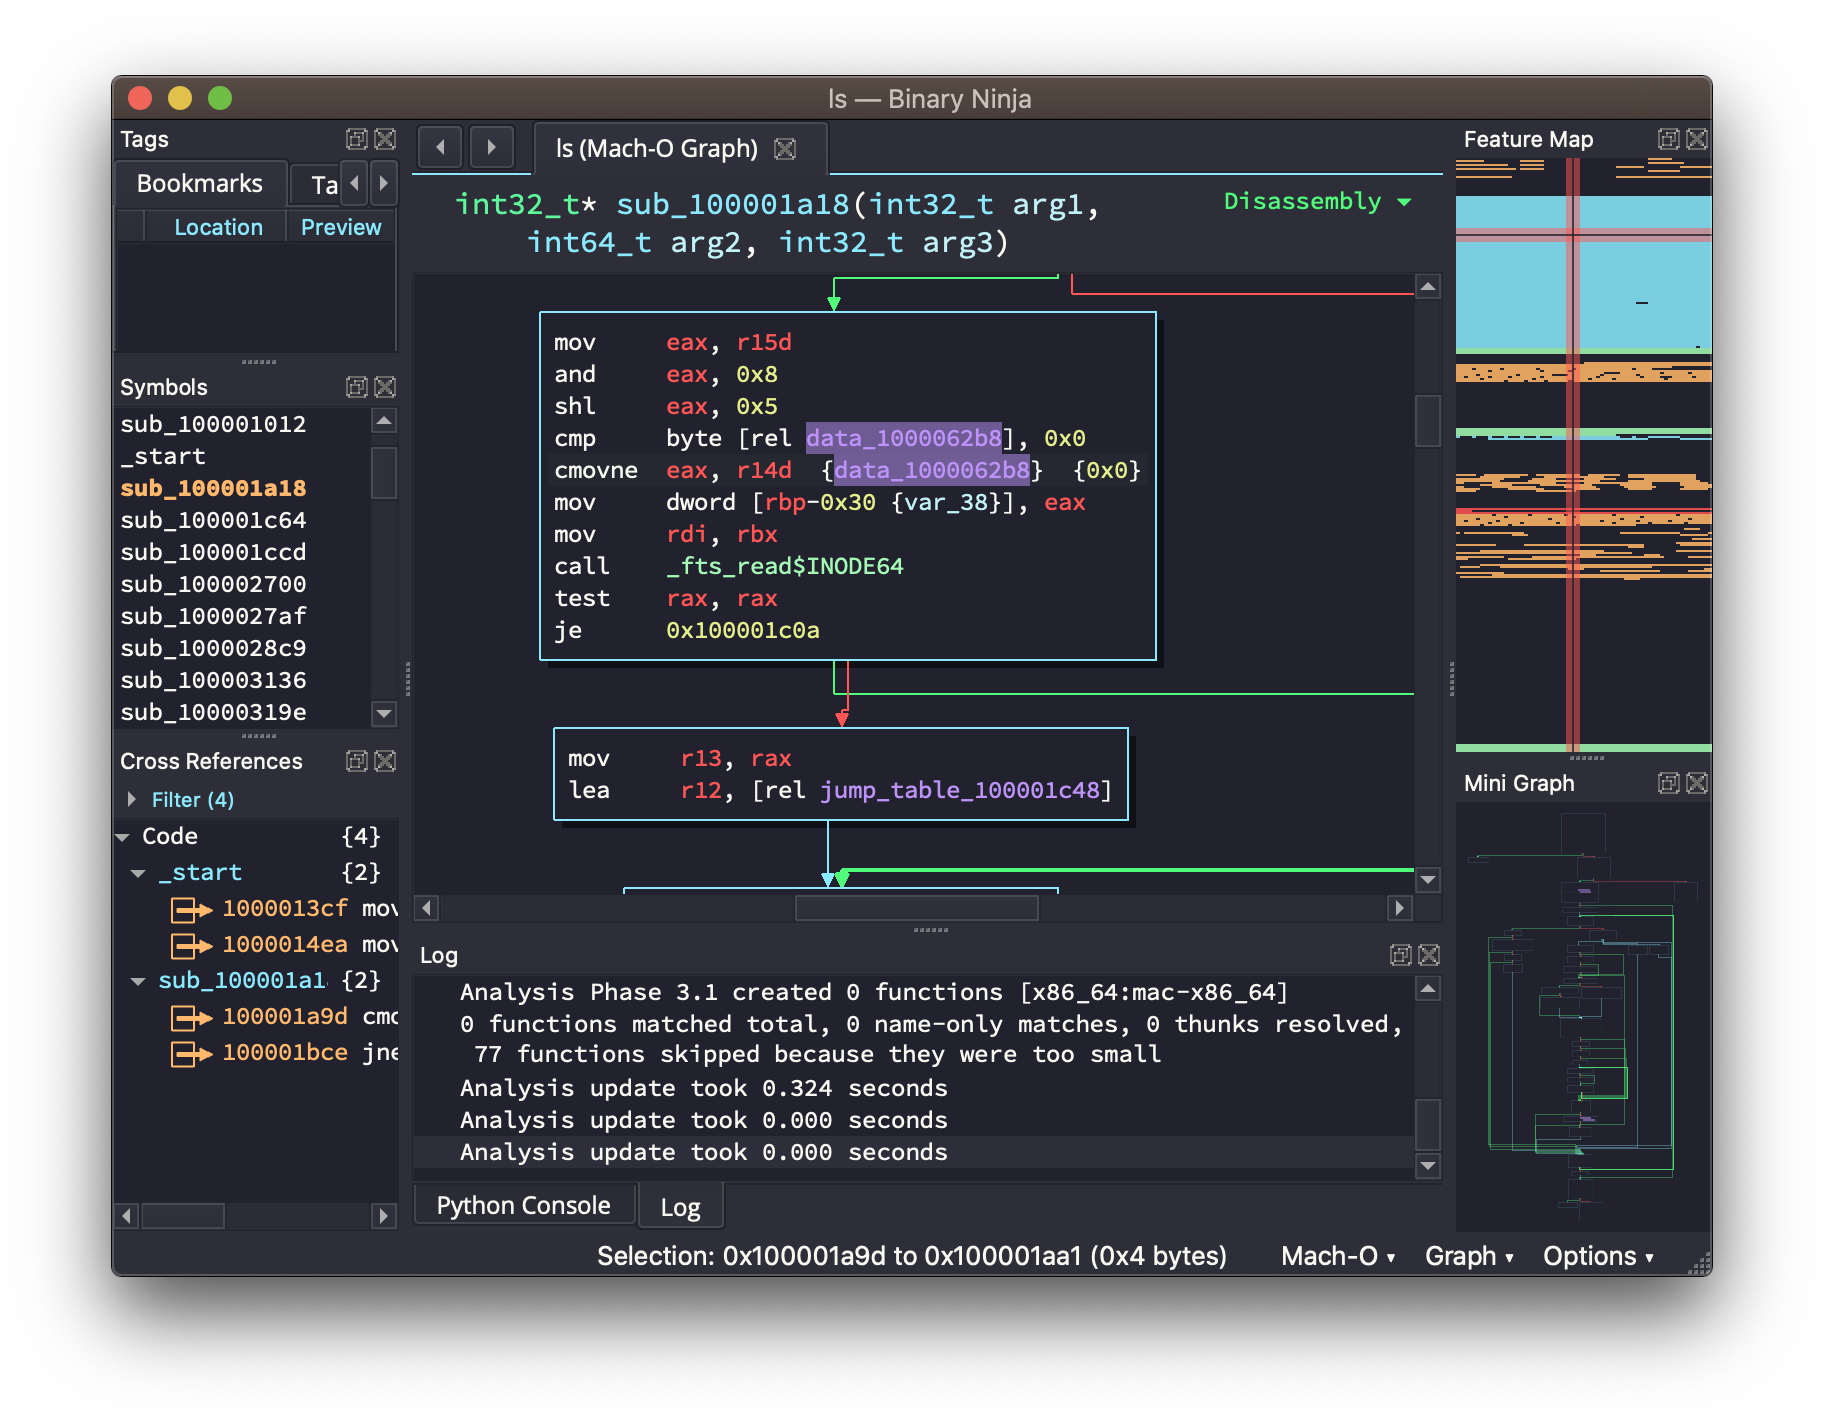 ls — Binary Ninja
Tags
Bookmarks
Ta
Location Preview
Symbols
sub_100001012
_start
sub_100001a18
sub_100001c64
sub_100001ccd
sub_100002700
sub_1000027af
sub_1000028c9
sub_100003136
sub_10000319e
Cross References
Filter (4)
Code {4}
_start {2}
1000013cf mov
1000014ea mov
sub_100001a1 {2}
100001a9d cmo
100001bce jne
ls (Mach-O Graph)
int32_t* sub_100001a18(int32_t arg1,
int64_t arg2, int32_t arg3)
Disassembly
mov eax, r15d
and eax, 0x8
shl eax, 0x5
cmp byte [rel data_1000062b8], 0x0
cmovne eax, r14d {data_1000062b8} {0x0}
mov dword [rbp-0x30 {var_38}], eax
mov rdi, rbx
call _fts_read$INODE64
test rax, rax
je 0x100001c0a
mov r13, rax
lea r12, [rel jump_table_100001c48]
Log
Analysis Phase 3.1 created 0 functions [x86_64:mac-x86_64]
0 functions matched total, 0 name-only matches, 0 thunks resolved,
77 functions skipped because they were too small
Analysis update took 0.324 seconds
Analysis update took 0.000 seconds
Analysis update took 0.000 seconds
Python Console
Log
Feature Map
Mini Graph
Selection: 0x100001a9d to 0x100001aa1 (0x4 bytes) Mach-O Graph Options